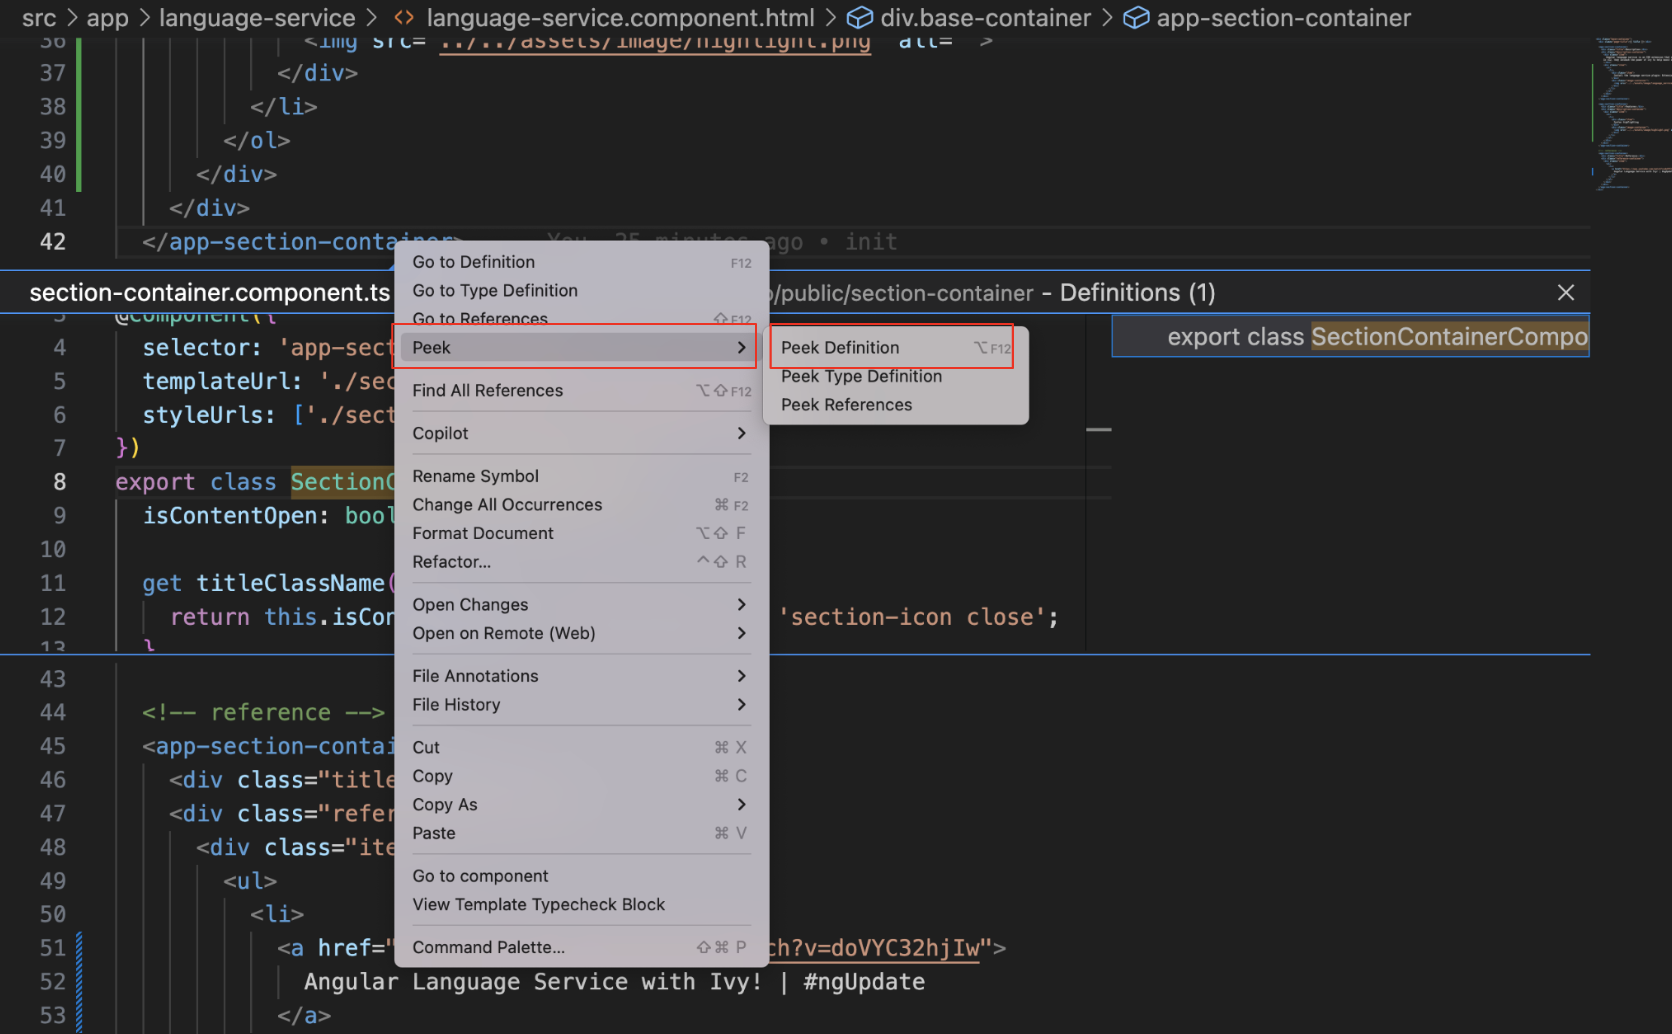 src > app > language-service > <> language-service.component.html > div.base-container > app-section-container
36 <img src="../../assets/image/highlight.png" alt="">
37 </div>
38 </li>
39 </ol>
40 </div>
41 </div>
42 </app-section-container> You, 25 minutes ago • init
section-container.component.ts /public/section-container - Definitions (1)
3 @Component({
4 selector: 'app-sect
5 templateUrl: './sec
6 styleUrls: ['./sect
7 })
8 export class SectionC
9 isContentOpen: bool
10
11 get titleClassName(
12 return this.isCon 'section-icon close';
13 }
export class SectionContainerCompo
43
44 <!-- reference -->
45 <app-section-contai
46 <div class="title
47 <div class="refer
48 <div class="ite
49 <ul>
50 <li>
51 <a href=" ch?v=doVYC32hjIw">
52 Angular Language Service with Ivy! | #ngUpdate
53 </a>
Go to Definition F12
Go to Type Definition
Go to References ⇧F12
Peek >
Find All References ⌥⇧F12
Copilot >
Rename Symbol F2
Change All Occurrences ⌘F2
Format Document ⌥⇧F
Refactor... ^⇧R
Open Changes >
Open on Remote (Web) >
File Annotations >
File History >
Cut ⌘X
Copy ⌘C
Copy As >
Paste ⌘V
Go to component
View Template Typecheck Block
Command Palette... ⇧⌘P
Peek Definition ⌥F12
Peek Type Definition
Peek References